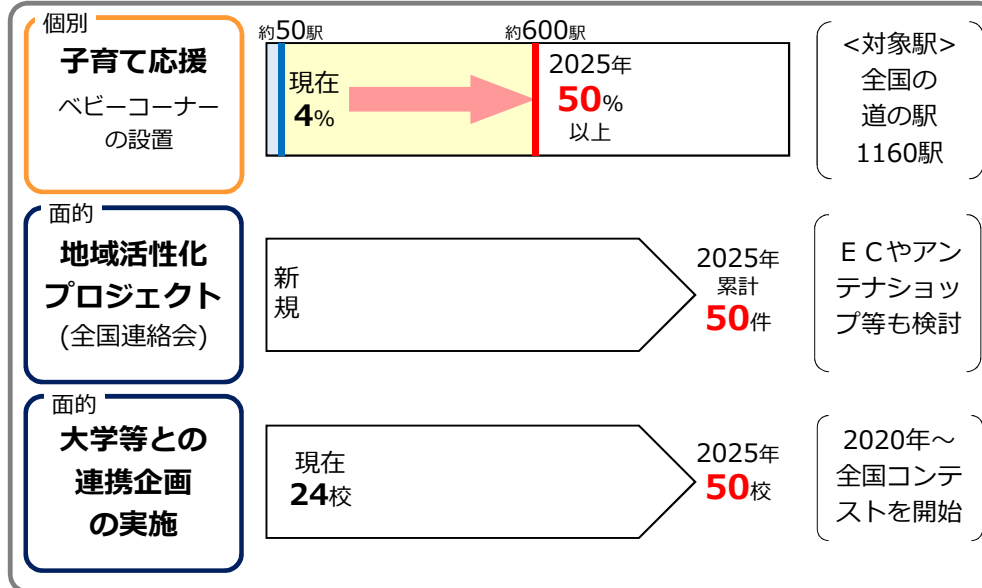 個別
子育て応援
ベビーコーナー
の設置
約50駅
約600駅
現在
4%
2025年
50%
以上
<対象駅>
全国の
道の駅
1160駅
面的
地域活性化
プロジェクト
(全国連絡会)
新
規
2025年
累計
50件
ＥＣやアン
テナショッ
プ等も検討
面的
大学等との
連携企画
の実施
現在
24校
2025年
50校
2020年～
全国コンテ
ストを開始